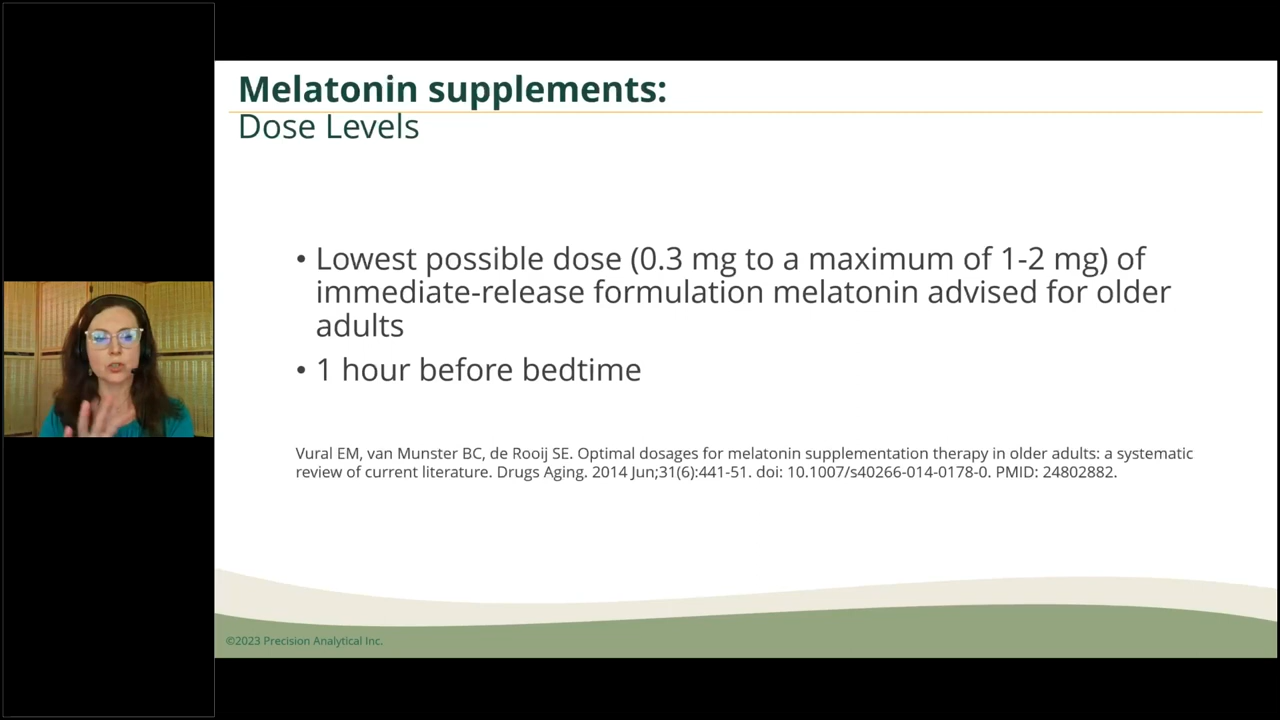 Melatonin supplements:
Dose Levels
• Lowest possible dose (0.3 mg to a maximum of 1-2 mg) of
immediate-release formulation melatonin advised for older
adults
• 1 hour before bedtime
Vural EM, van Munster BC, de Rooij SE. Optimal dosages for melatonin supplementation therapy in older adults: a systematic
review of current literature. Drugs Aging. 2014 Jun;31(6):441-51. doi: 10.1007/s40266-014-0178-0. PMID: 24802882.
©2023 Precision Analytical Inc.